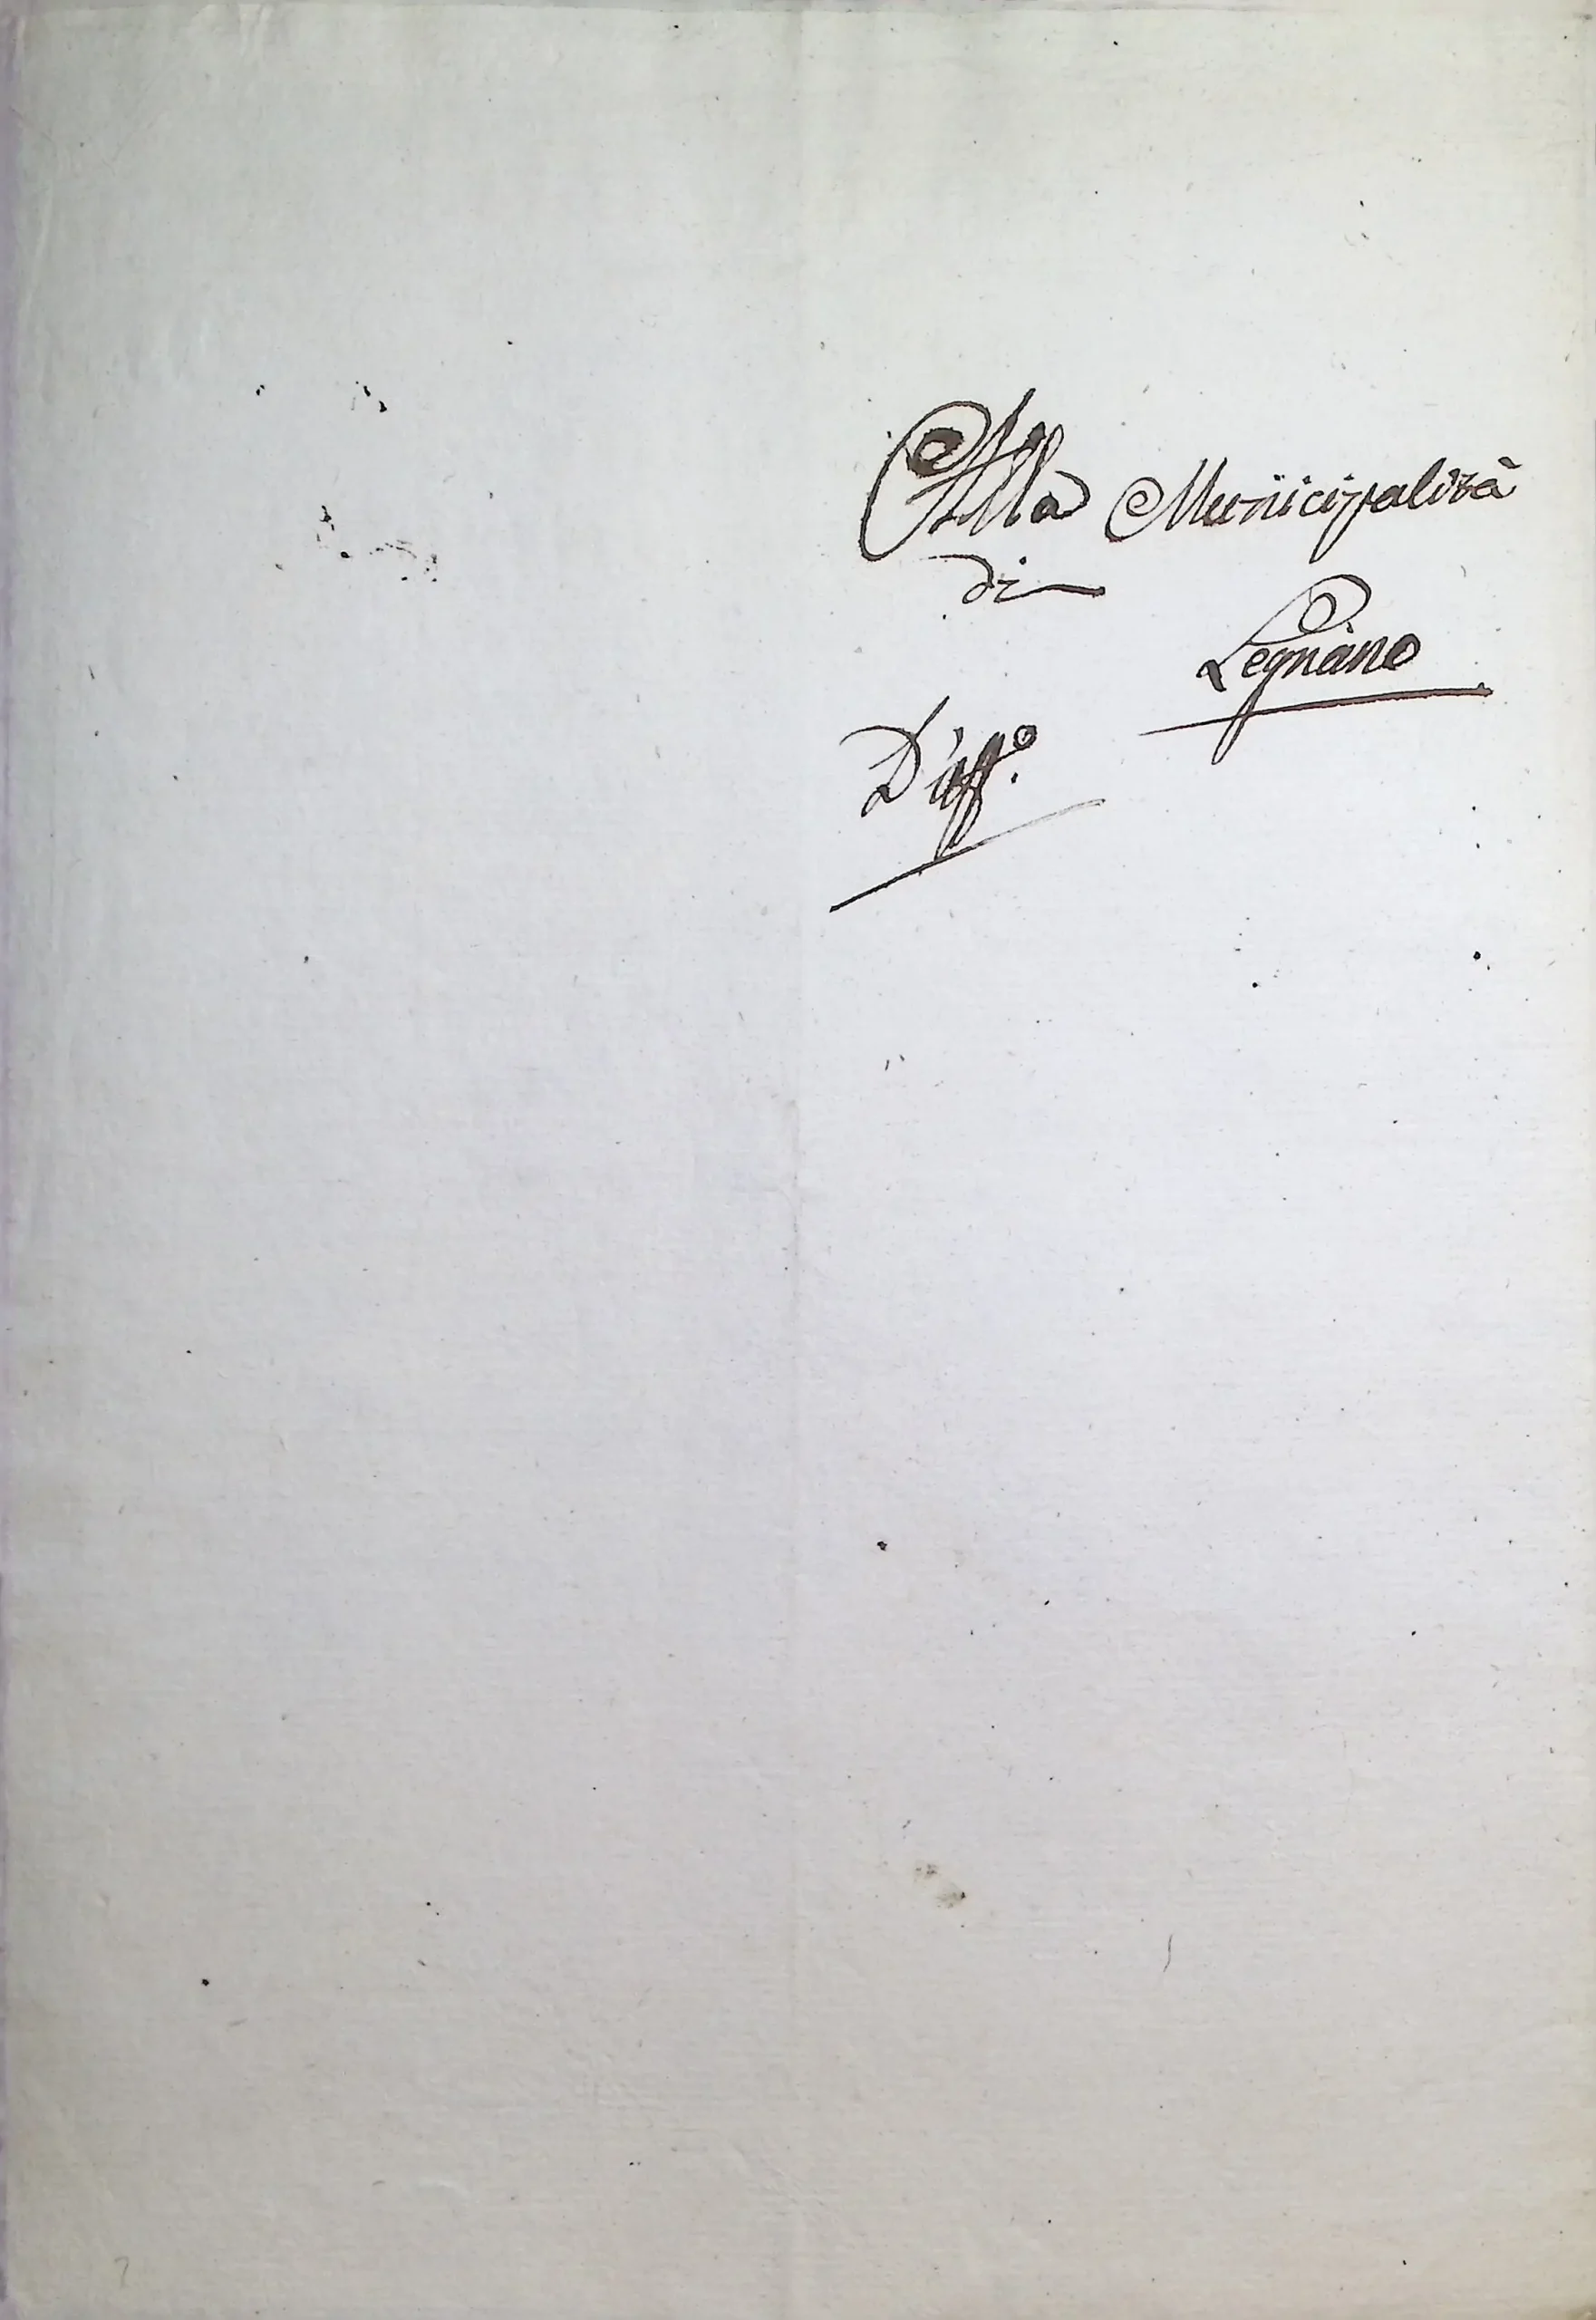 Alla Municipalità
di
Legnano
D'uff.º